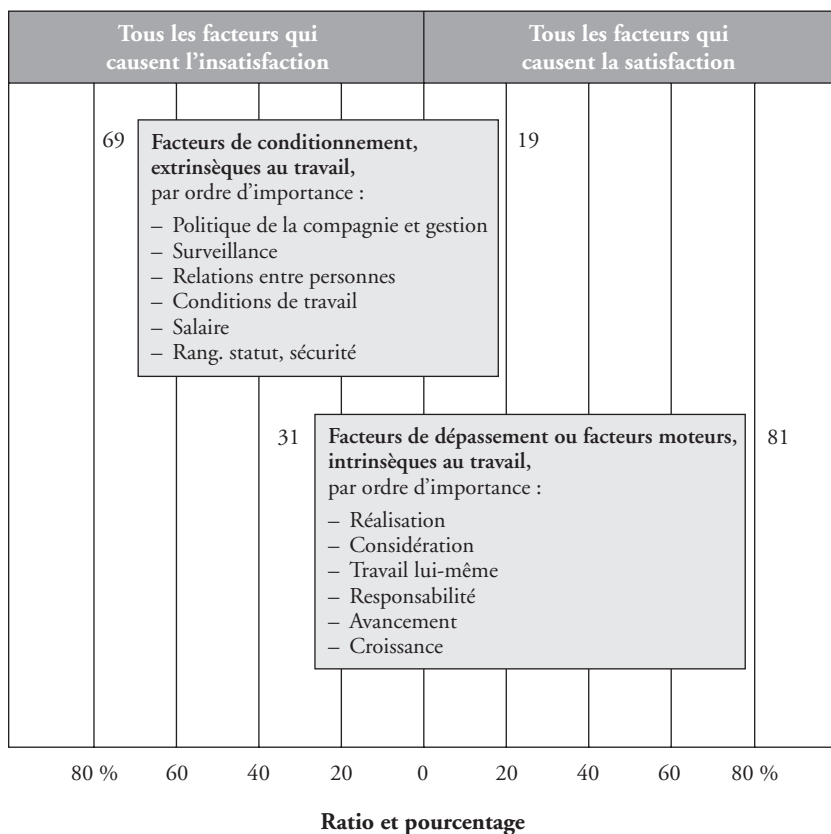 Tous les facteurs qui
causent l’insatisfaction
Tous les facteurs qui
causent la satisfaction
69
Facteurs de conditionnement,
extrinsèques au travail,
par ordre d’importance :
– Politique de la compagnie et gestion
– Surveillance
– Relations entre personnes
– Conditions de travail
– Salaire
– Rang. statut, sécurité
19
31
Facteurs de dépassement ou facteurs moteurs,
intrinsèques au travail,
par ordre d’importance :
– Réalisation
– Considération
– Travail lui-même
– Responsabilité
– Avancement
– Croissance
81
80 % 60 40 20 0 20 40 60 80 %
Ratio et pourcentage